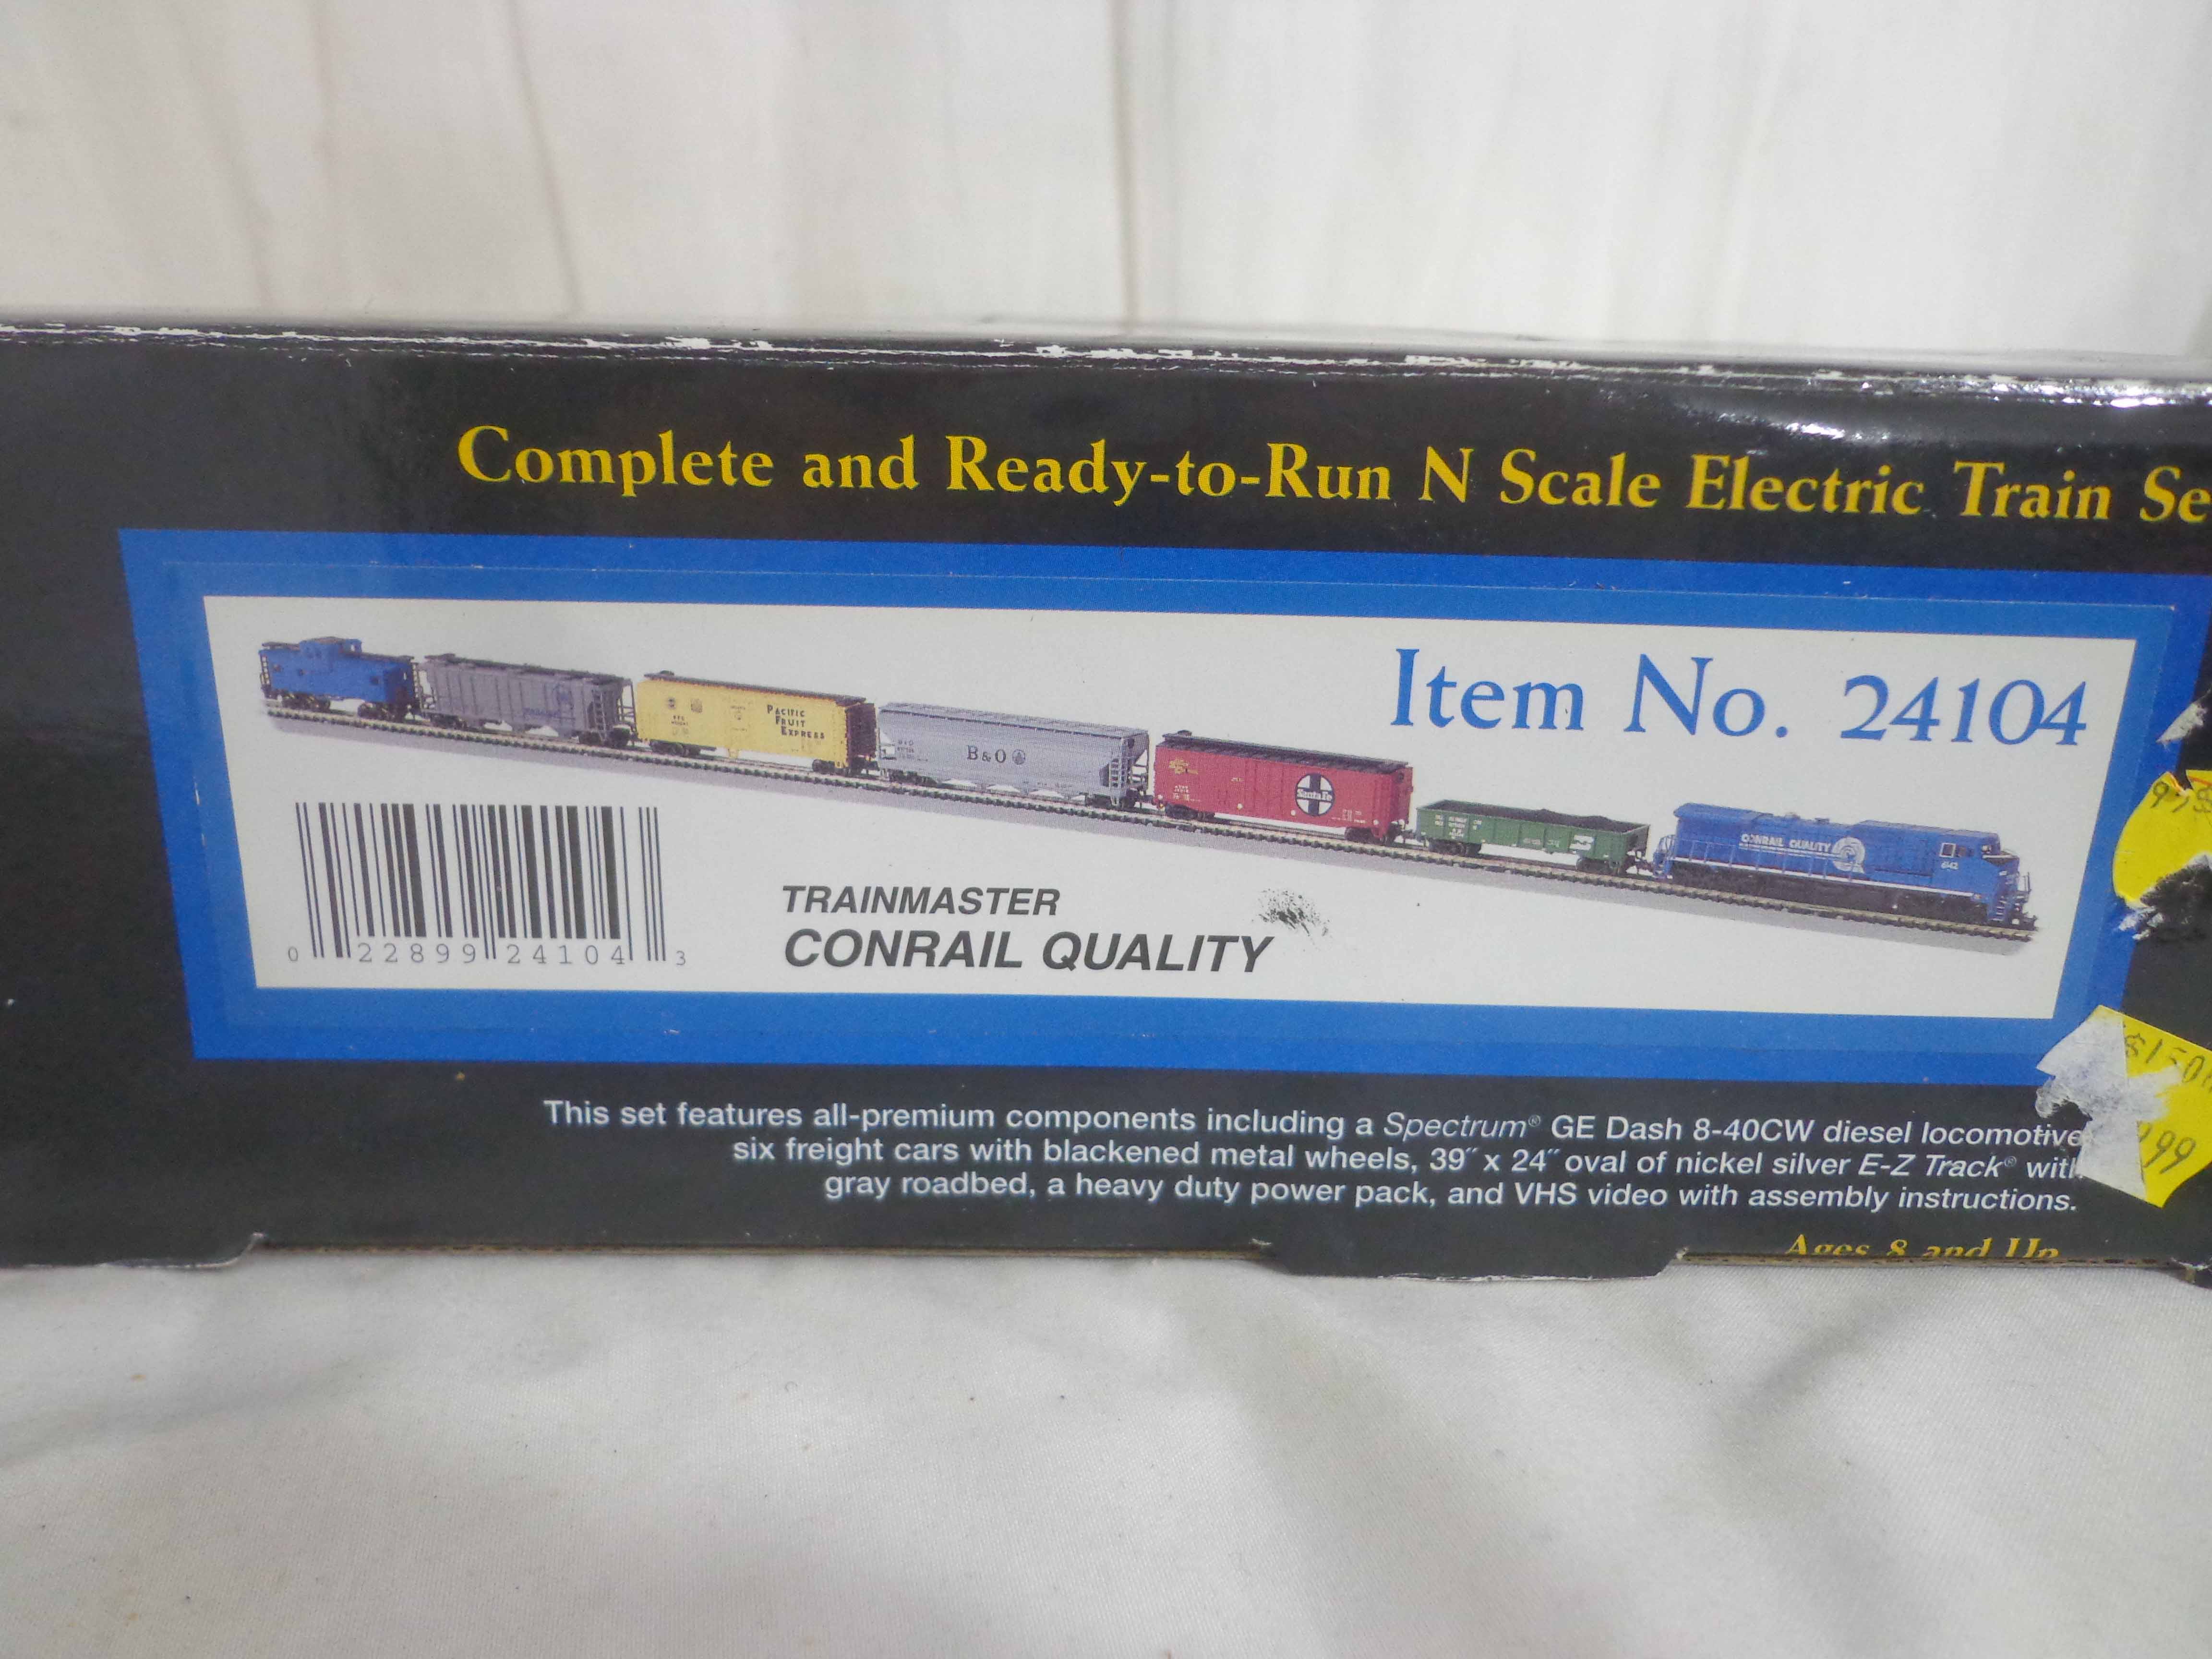 Complete and Ready-to-Run N Scale Electric Train Se
Item No. 24104
PACIFIC
FRUIT
EXPRESS
B&O
Santa Fe
CONRAIL QUALITY
6142
0 22899 24104 3
TRAINMASTER
CONRAIL QUALITY
This set features all-premium components including a Spectrum® GE Dash 8-40CW diesel locomotive
six freight cars with blackened metal wheels, 39" x 24" oval of nickel silver E-Z Track® with
gray roadbed, a heavy duty power pack, and VHS video with assembly instructions.
Ages 8 and Up